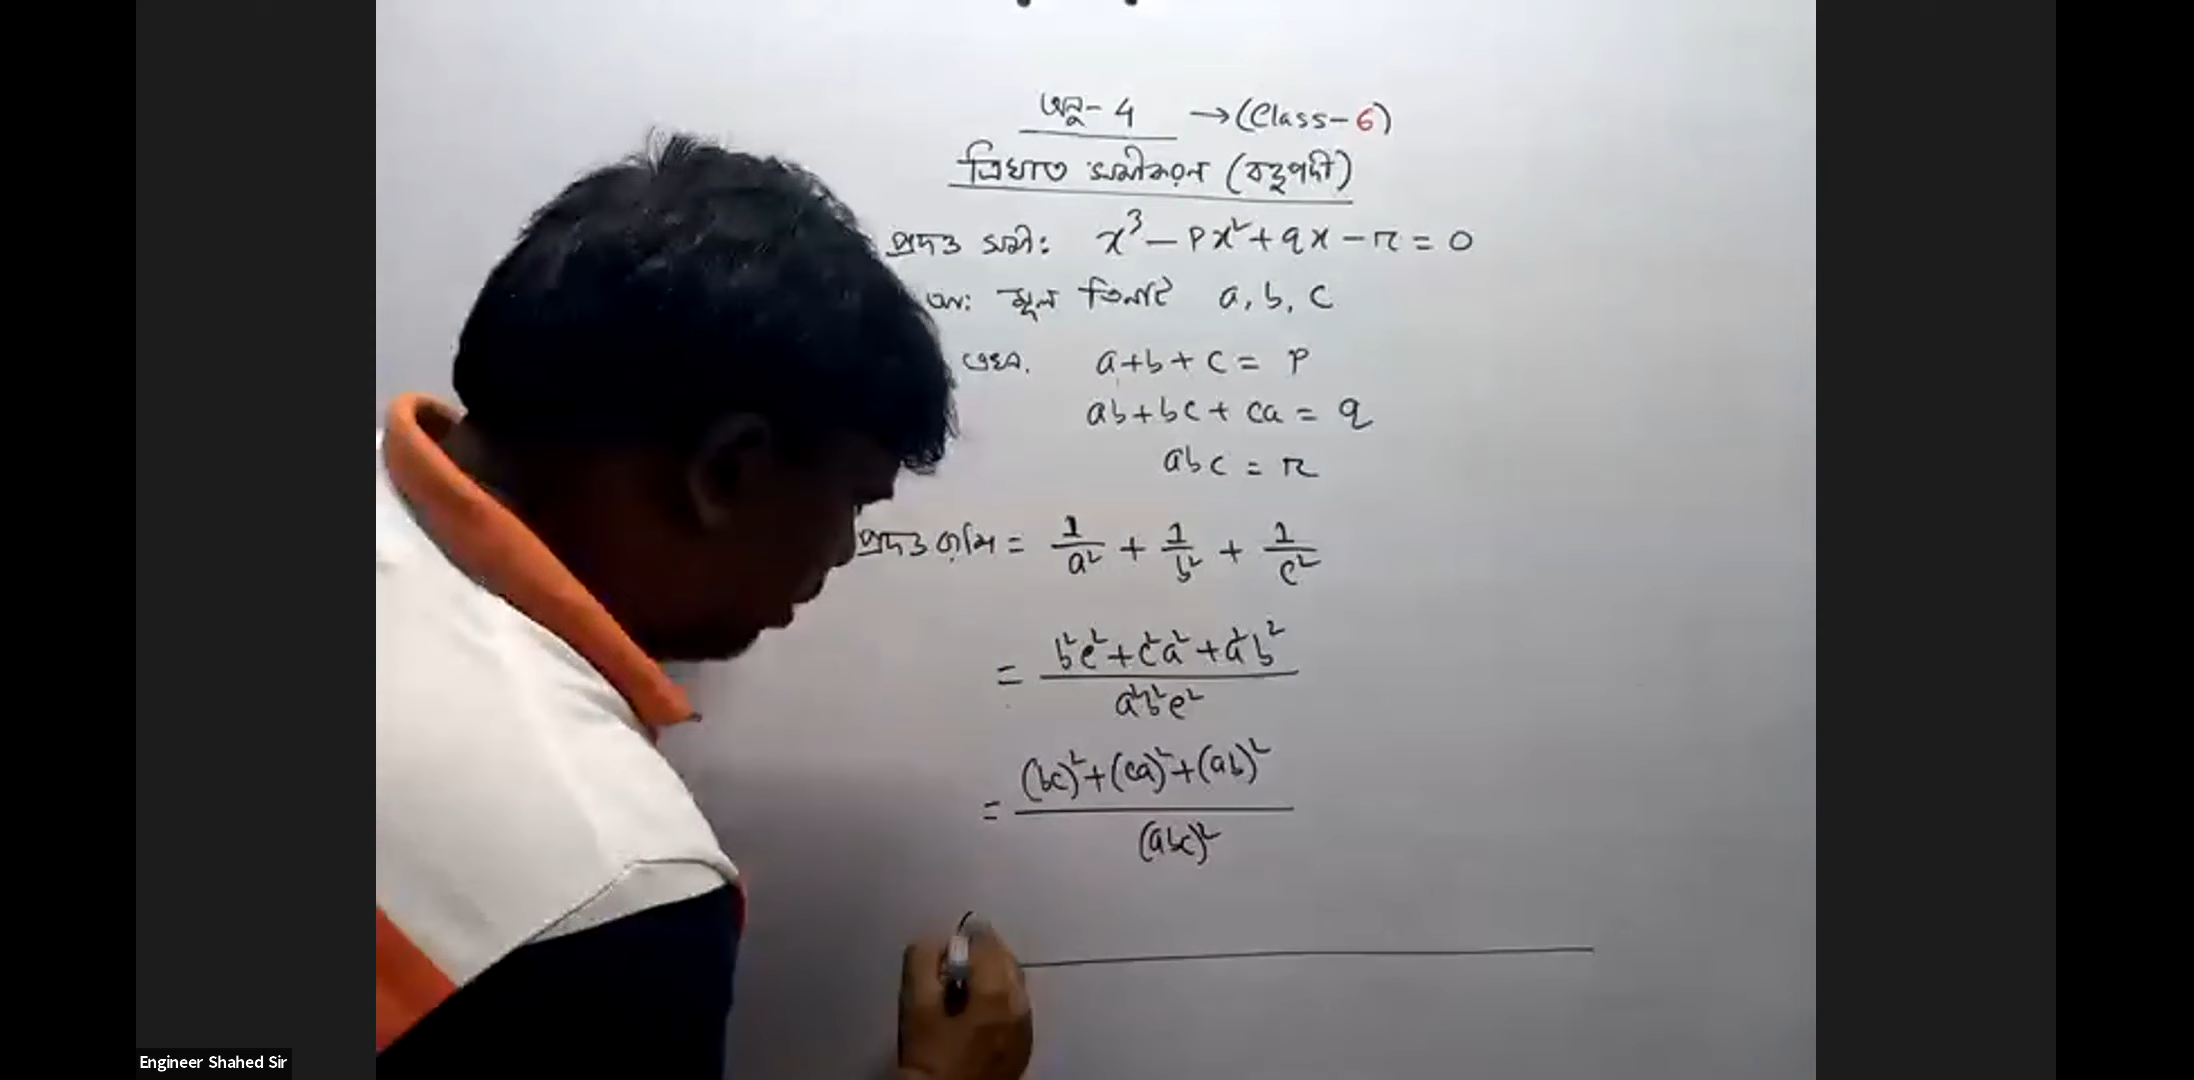 অনু- 4 → (Class-6)
ত্রিঘাত সমীকরণ (বহুপদী)
প্রদত্ত সমী: x³ - px² + qx - r = 0
মূল তিনটি a, b, c
এখন, a+b+c = p
ab+bc+ca = q
abc = r
প্রদত্ত রাশি = 1/a² + 1/b² + 1/c²
= b²c²+c²a²+a²b² / a²b²c²
= (bc)²+(ca)²+(ab)² / (abc)²
(
Engineer Shahed Sir